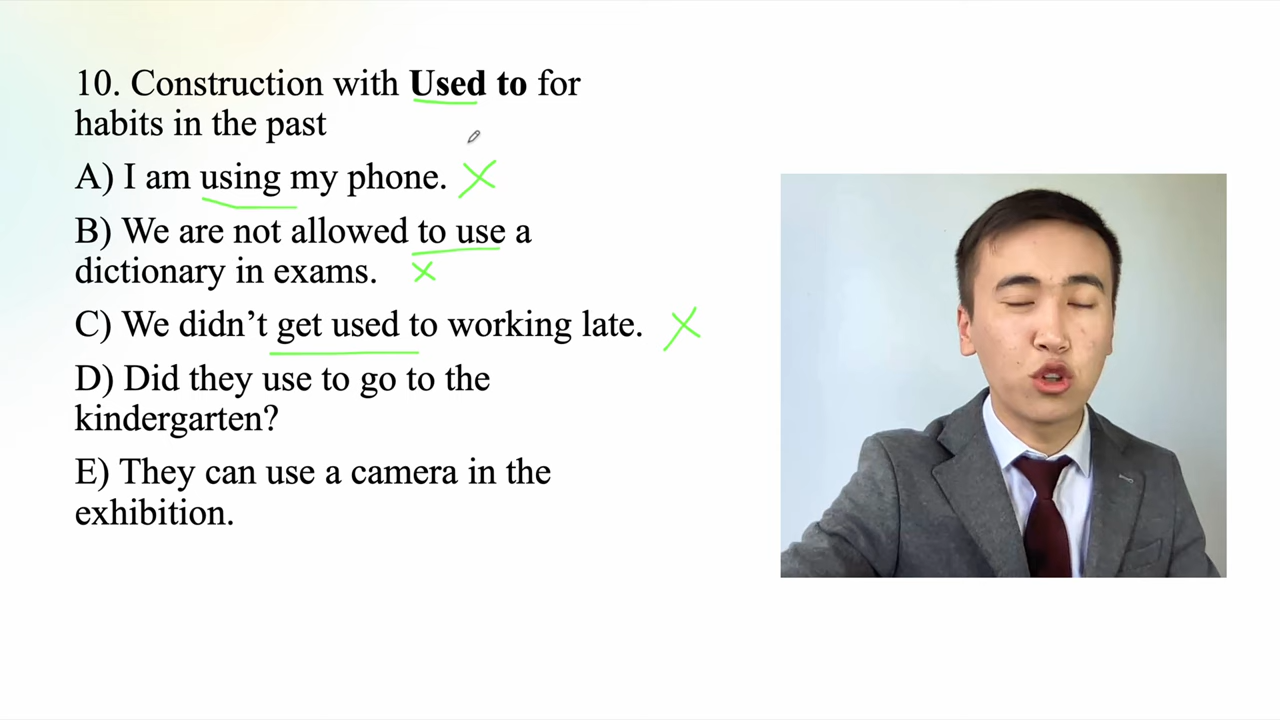 10. Construction with Used to for
habits in the past
A) I am using my phone.
B) We are not allowed to use a
dictionary in exams.
C) We didn’t get used to working late.
D) Did they use to go to the
kindergarten?
E) They can use a camera in the
exhibition.